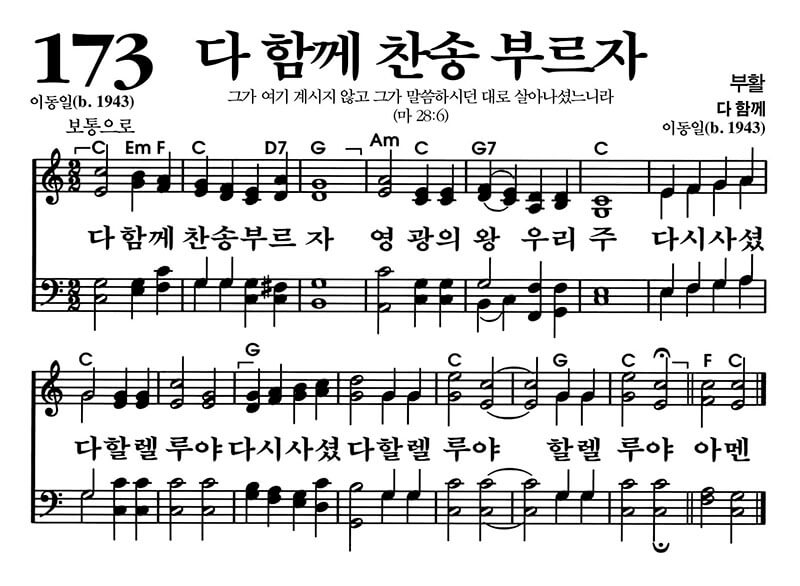 173 다 함께 찬송 부르자
그가 여기 계시지 않고 그가 말씀하시던 대로 살아나셨느니라
(마 28:6)
부활
다 함께
이동일(b. 1943)
이동일(b. 1943)
보통으로
C Em F C D7 G Am C G7 C
다 함께 찬송부르 자 영 광의 왕 우리 주 다시사셨
C G C G C F C
다할렐 루야 다시사셨 다할렐 루야 할렐 루야 아멘